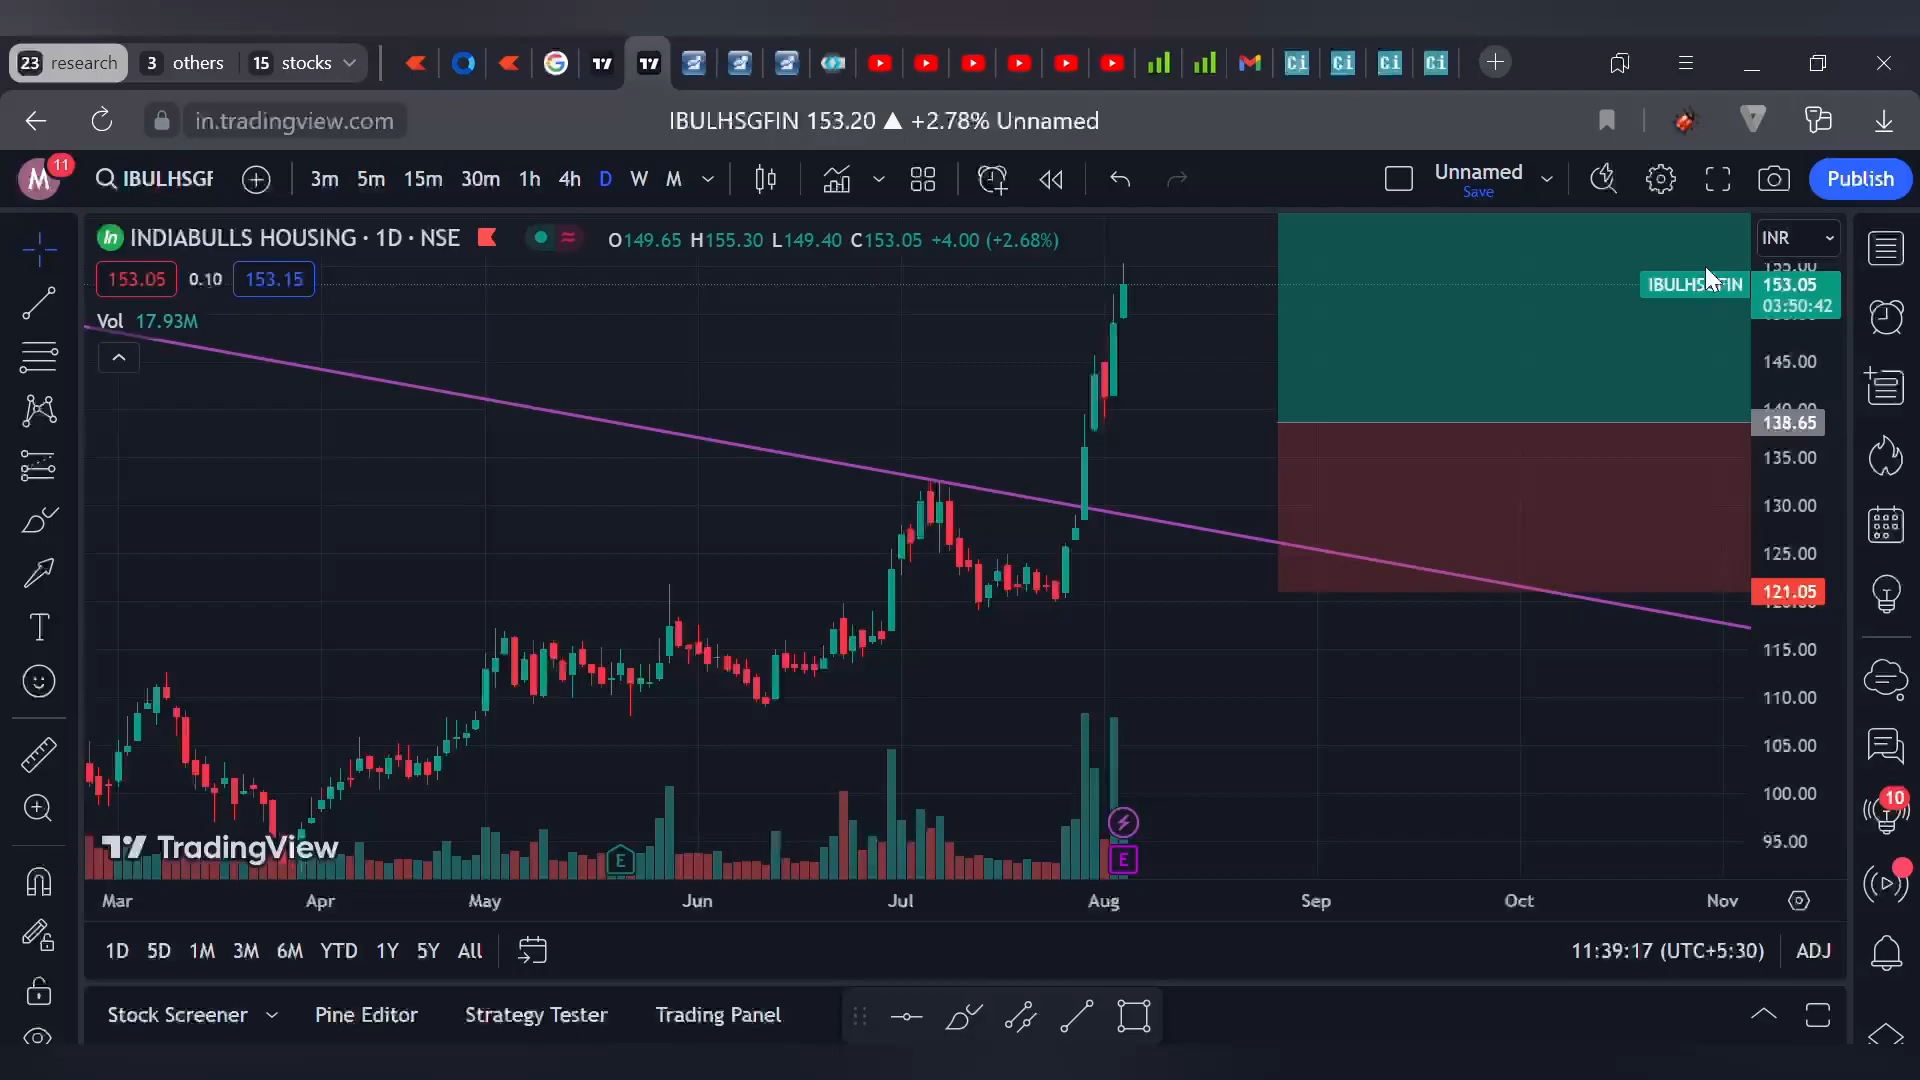 23 research 3 others 15 stocks
in.tradingview.com IBULHSGFIN 153.20 ▲ +2.78% Unnamed
M 11 IBULHSGF 3m 5m 15m 30m 1h 4h D W M Unnamed Save Publish
INDIABULLS HOUSING · 1D · NSE O149.65 H155.30 L149.40 C153.05 +4.00 (+2.68%) INR
153.05 0.10 153.15
153.05
03:50:42
Vol 17.93M
145.00
138.65
135.00
130.00
125.00
121.05
115.00
110.00
105.00
100.00
95.00
10
TradingView
E E
Mar Apr May Jun Jul Aug Sep Oct Nov
1D 5D 1M 3M 6M YTD 1Y 5Y All 11:39:17 (UTC+5:30) ADJ
Stock Screener Pine Editor Strategy Tester Trading Panel